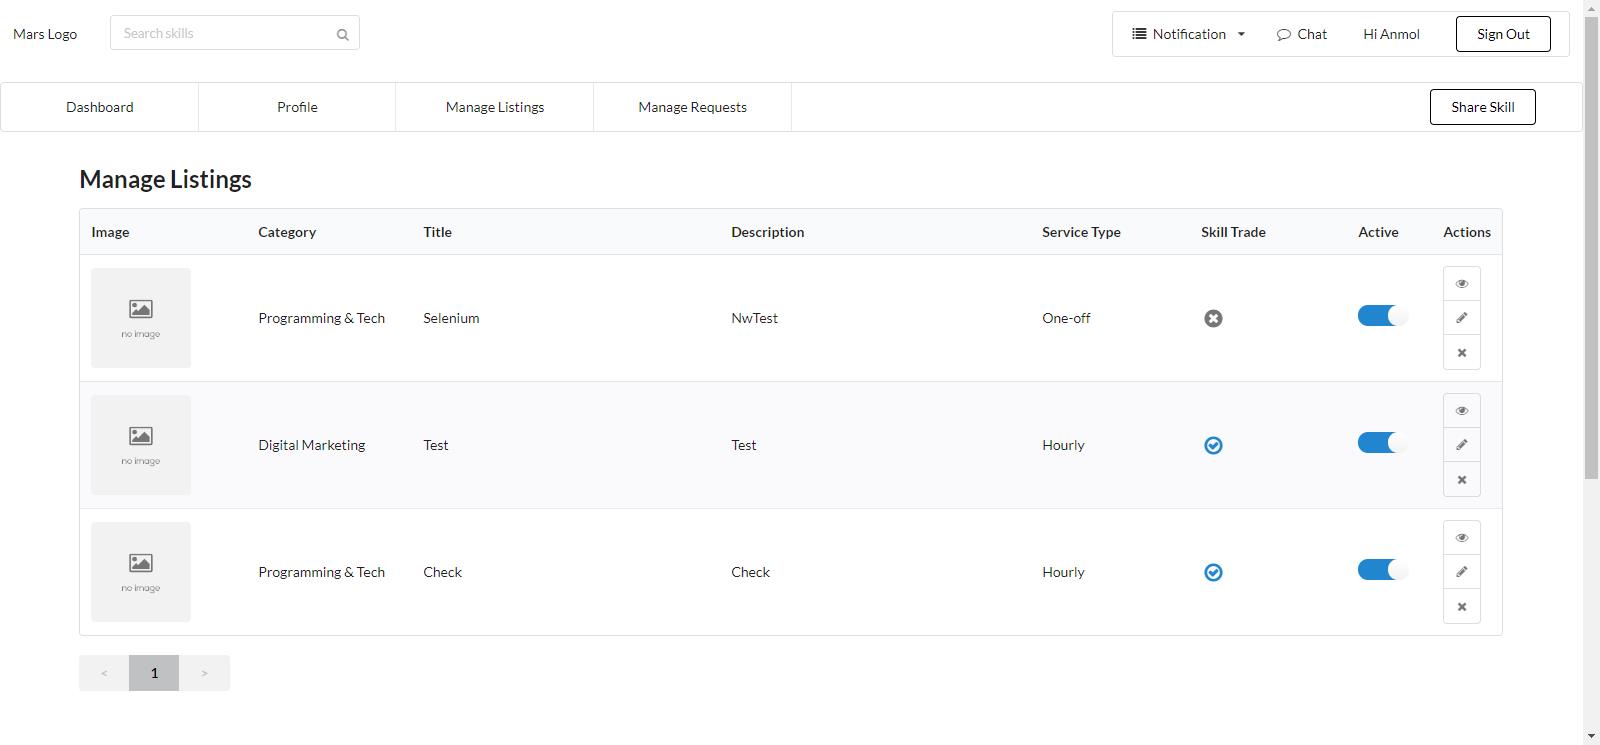 Mars Logo
Search skills
Notification
Chat
Hi Anmol
Sign Out
Dashboard
Profile
Manage Listings
Manage Requests
Share Skill
Manage Listings
Image Category Title Description Service Type Skill Trade Active Actions
no image
Programming & Tech Selenium NwTest One-off
no image
Digital Marketing Test Test Hourly
no image
Programming & Tech Check Check Hourly
< 1 >